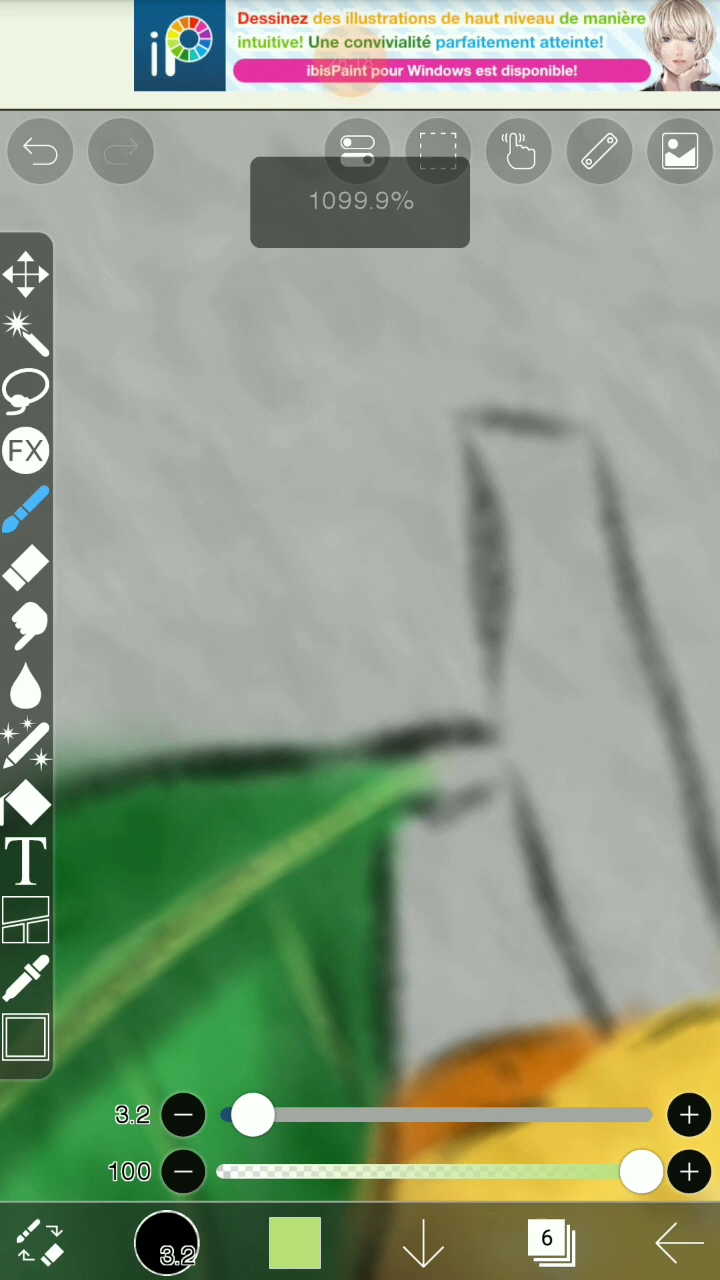 iP
Dessinez des illustrations de haut niveau de manière
intuitive! Une convivialité parfaitement atteinte!
ibisPaint pour Windows est disponible!
1099.9%
FX
T
3.2
100
3.2
6